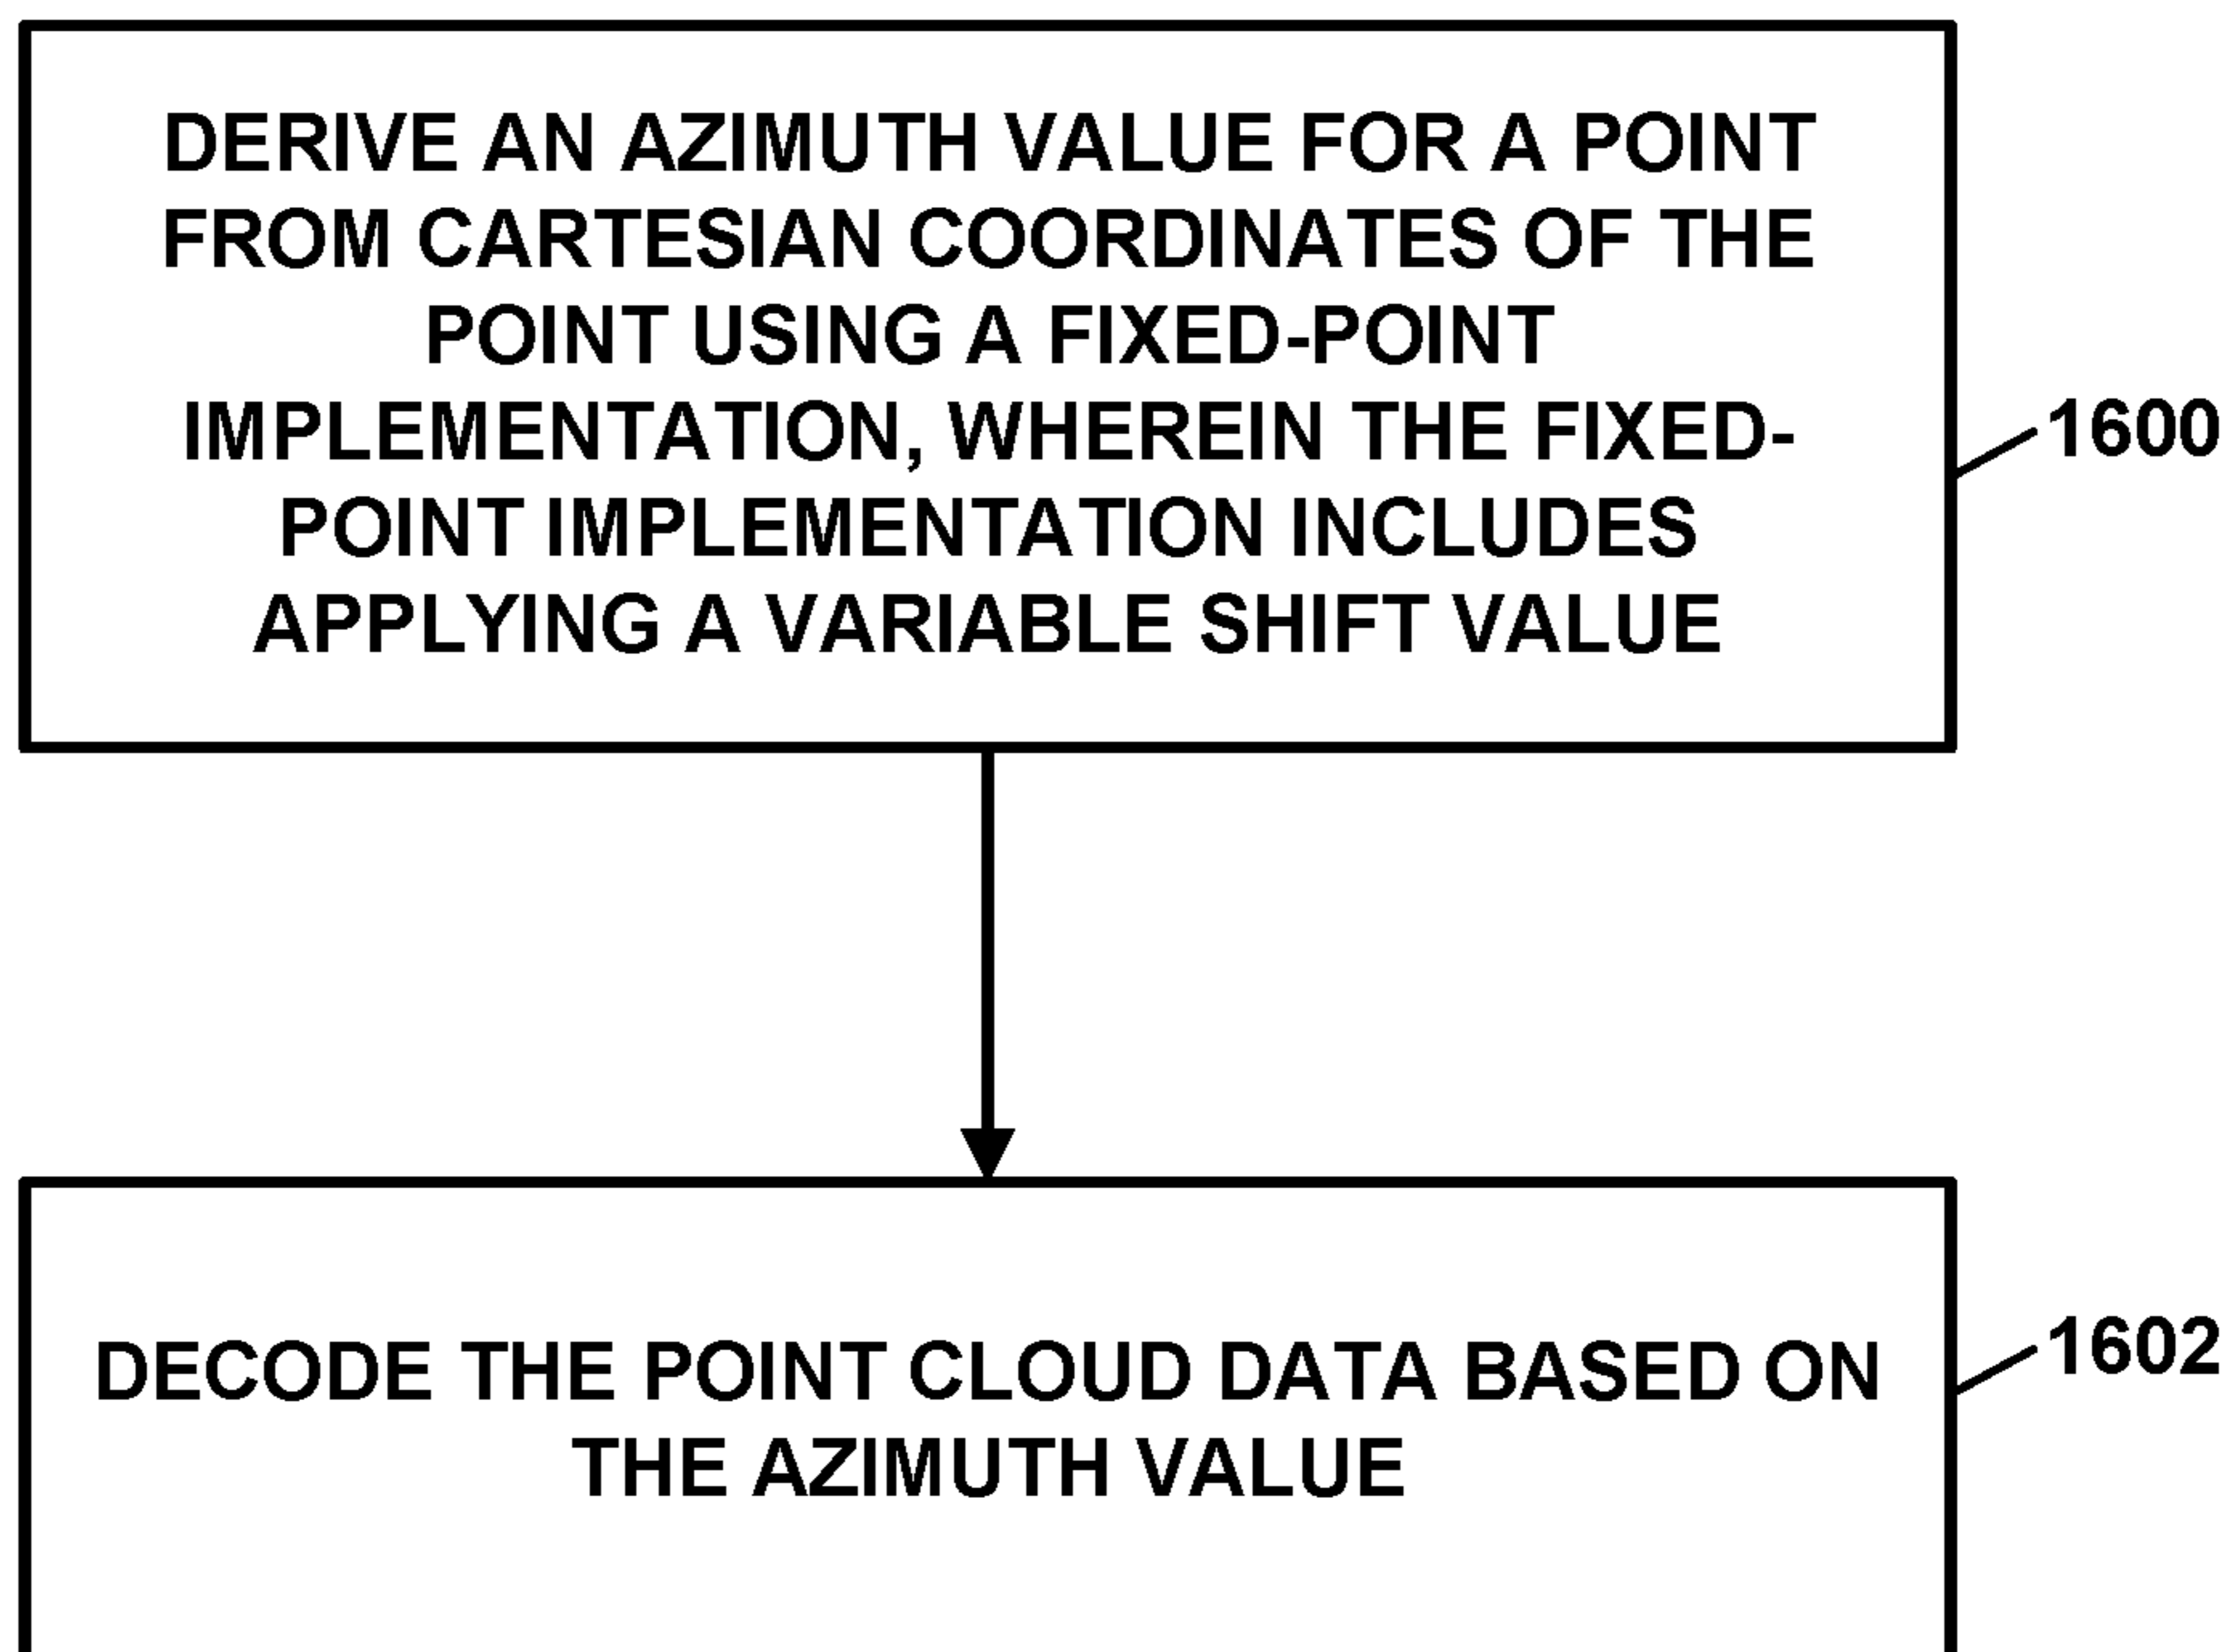 DERIVE AN AZIMUTH VALUE FOR A POINT
FROM CARTESIAN COORDINATES OF THE
POINT USING A FIXED-POINT
IMPLEMENTATION, WHEREIN THE FIXED-
POINT IMPLEMENTATION INCLUDES
APPLYING A VARIABLE SHIFT VALUE
1600
DECODE THE POINT CLOUD DATA BASED ON
THE AZIMUTH VALUE
1602